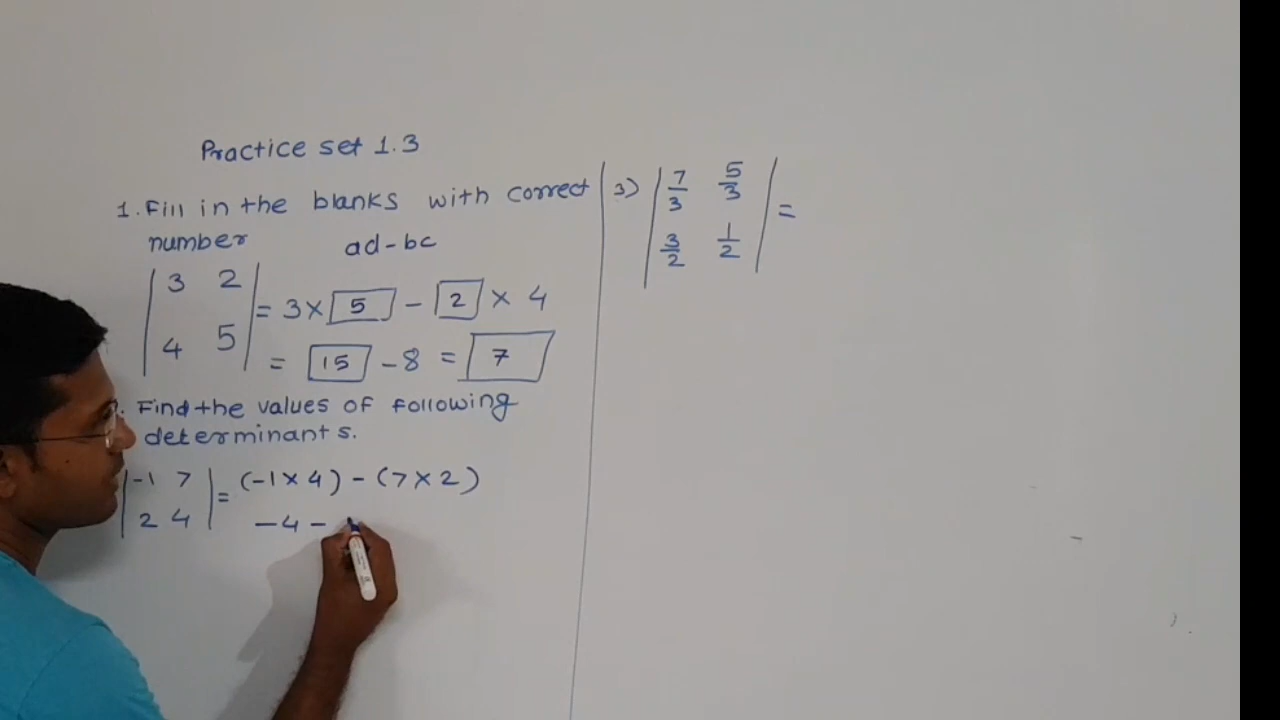 Practice set 1.3
1. Fill in the blanks with correct
number ad-bc
| 3 2 |
| 4 5 | = 3× 5 - 2 × 4
= 15 - 8 = 7
. Find the values of following
determinants.
| -1 7 |
| 2 4 | = (-1 × 4) - (7 × 2)
-4 -
3) | 7/3 5/3 |
| 3/2 1/2 | =